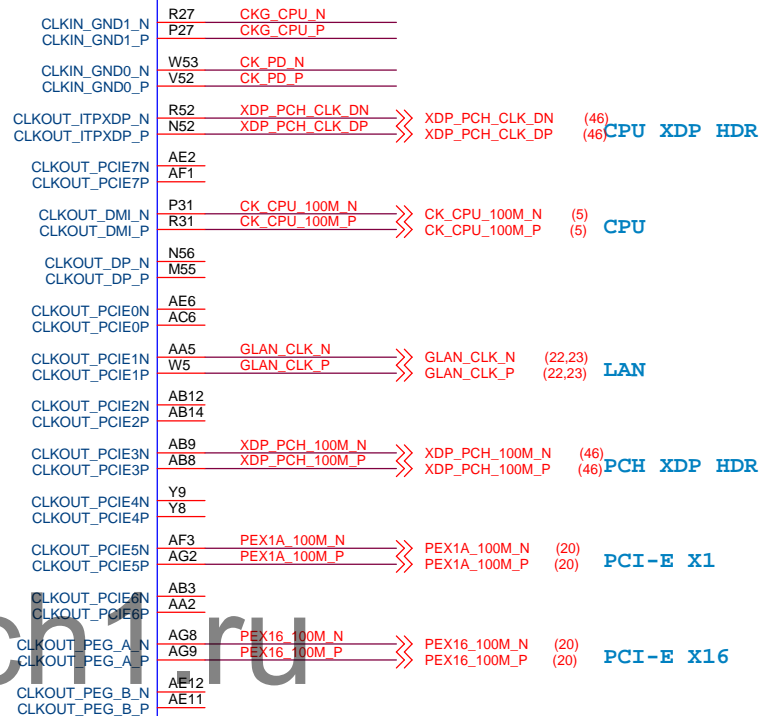 CLKIN_GND1_N R27 CKG_CPU_N
CLKIN_GND1_P P27 CKG_CPU_P
CLKIN_GND0_N W53 CK_PD_N
CLKIN_GND0_P V52 CK_PD_P
CLKOUT_ITPXDP_N R52 XDP_PCH_CLK_DN XDP_PCH_CLK_DN (46)
CLKOUT_ITPXDP_P N52 XDP_PCH_CLK_DP XDP_PCH_CLK_DP (46) CPU XDP HDR
CLKOUT_PCIE7N AE2
CLKOUT_PCIE7P AF1
CLKOUT_DMI_N P31 CK_CPU_100M_N CK_CPU_100M_N (5)
CLKOUT_DMI_P R31 CK_CPU_100M_P CK_CPU_100M_P (5) CPU
CLKOUT_DP_N N56
CLKOUT_DP_P M55
CLKOUT_PCIE0N AE6
CLKOUT_PCIE0P AC6
CLKOUT_PCIE1N AA5 GLAN_CLK_N GLAN_CLK_N (22,23)
CLKOUT_PCIE1P W5 GLAN_CLK_P GLAN_CLK_P (22,23) LAN
CLKOUT_PCIE2N AB12
CLKOUT_PCIE2P AB14
CLKOUT_PCIE3N AB9 XDP_PCH_100M_N XDP_PCH_100M_N (46)
CLKOUT_PCIE3P AB8 XDP_PCH_100M_P XDP_PCH_100M_P (46) PCH XDP HDR
CLKOUT_PCIE4N Y9
CLKOUT_PCIE4P Y8
CLKOUT_PCIE5N AF3 PEX1A_100M_N PEX1A_100M_N (20)
CLKOUT_PCIE5P AG2 PEX1A_100M_P PEX1A_100M_P (20) PCI-E X1
CLKOUT_PCIE6N AB3
CLKOUT_PCIE6P AA2
ch1.ru
CLKOUT_PEG_A_N AG8 PEX16_100M_N PEX16_100M_N (20)
CLKOUT_PEG_A_P AG9 PEX16_100M_P PEX16_100M_P (20) PCI-E X16
CLKOUT_PEG_B_N AE12
CLKOUT_PEG_B_P AE11